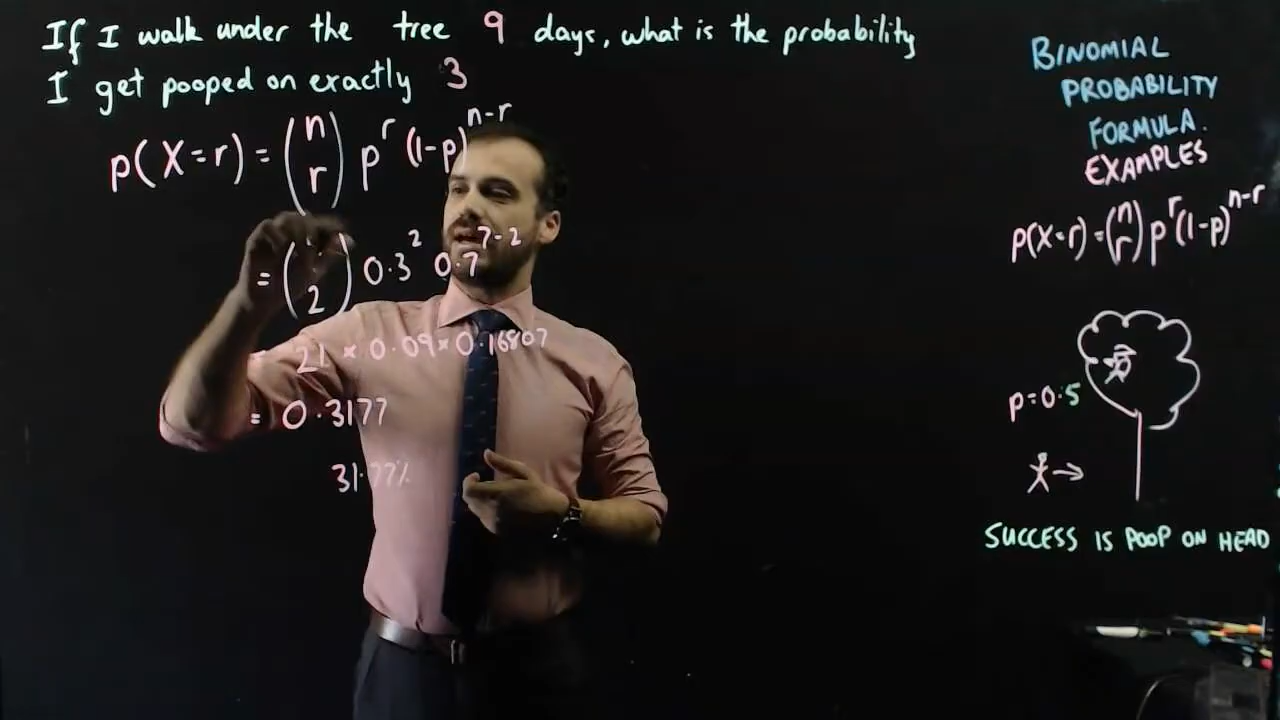 If I walk under the tree 9 days, what is the probability
I get pooped on exactly 3
p(X=r) = (n r) p^r (1-p)^n-r
= ( 2) 0.3^2 0.7^7-2
= 21 × 0.09 × 0.16807
= 0.3177
31.77%
BINOMIAL
PROBABILITY
FORMULA.
EXAMPLES
p(X=r) = (n r) p^r (1-p)^n-r
p=0.5
SUCCESS IS POOP ON HEAD